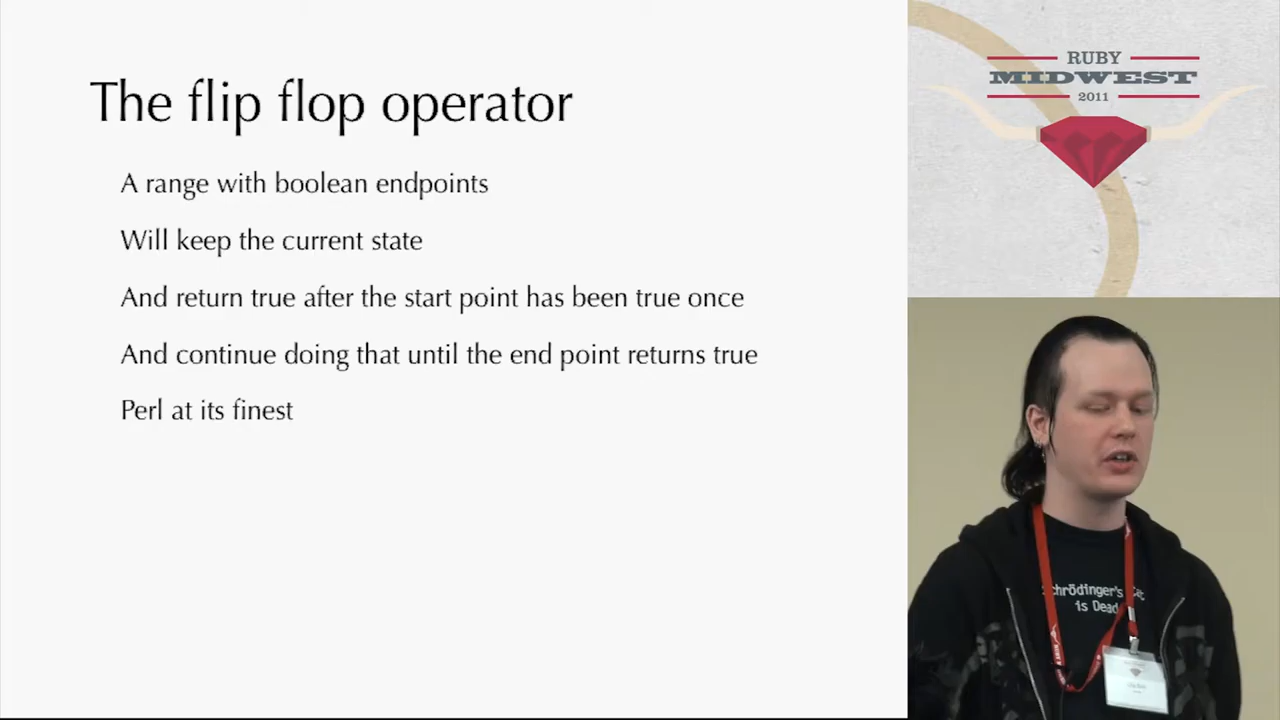 The flip flop operator
A range with boolean endpoints
Will keep the current state
And return true after the start point has been true once
And continue doing that until the end point returns true
Perl at its finest
RUBY
MIDWEST
2011
Schrödinger's Cat
is Dead